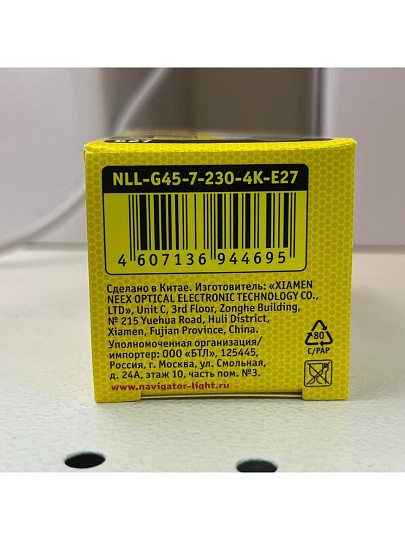 E27
NLL-G45-7-230-4K-E27
4 607136 944695
Сделано в Китае. Изготовитель: «XIAMEN
NEEX OPTICAL ELECTRONIC TECHNOLOGY CO.,
LTD», Unit C, 3rd Floor, Zonghe Building,
№ 215 Yuehua Road, Huli District,
Xiamen, Fujian Province, China.
Уполномоченная организация/
импортер: ООО «БТЛ», 125445,
Россия, г. Москва, ул. Смольная,
д. 24А, этаж 10, часть пом. №3.
www.navigator-light.ru
80
C/PAP